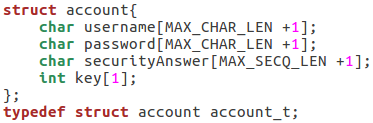 struct account{
    char username[MAX_CHAR_LEN +1];
    char password[MAX_CHAR_LEN +1];
    char securityAnswer[MAX_SECQ_LEN +1];
    int key[1];
};
typedef struct account account_t;